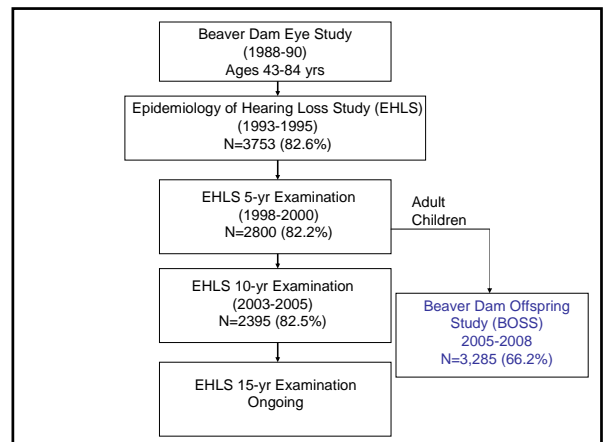 Beaver Dam Eye Study
(1988-90)
Ages 43-84 yrs
Epidemiology of Hearing Loss Study (EHLS)
(1993-1995)
N=3753 (82.6%)
EHLS 5-yr Examination
(1998-2000)
N=2800 (82.2%)
Adult
Children
EHLS 10-yr Examination
(2003-2005)
N=2395 (82.5%)
Beaver Dam Offspring
Study (BOSS)
2005-2008
N=3,285 (66.2%)
EHLS 15-yr Examination
Ongoing